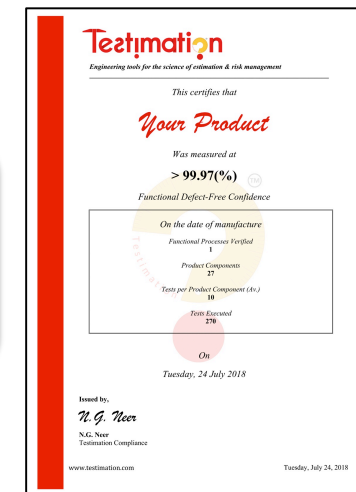 Testimation
Engineering tools for the science of estimation & risk management
This certifies that
Your Product
Was measured at
> 99.97(%)
TM
Functional Defect-Free Confidence
On the date of manufacture
Functional Processes Verified
1
Product Components
27
Tests per Product Component (Av.)
10
Tests Executed
270
Testimation
On
Tuesday, 24 July 2018
Issued by,
N.G. Neer
N.G. Neer
Testimation Compliance
www.testimation.com Tuesday, July 24, 2018